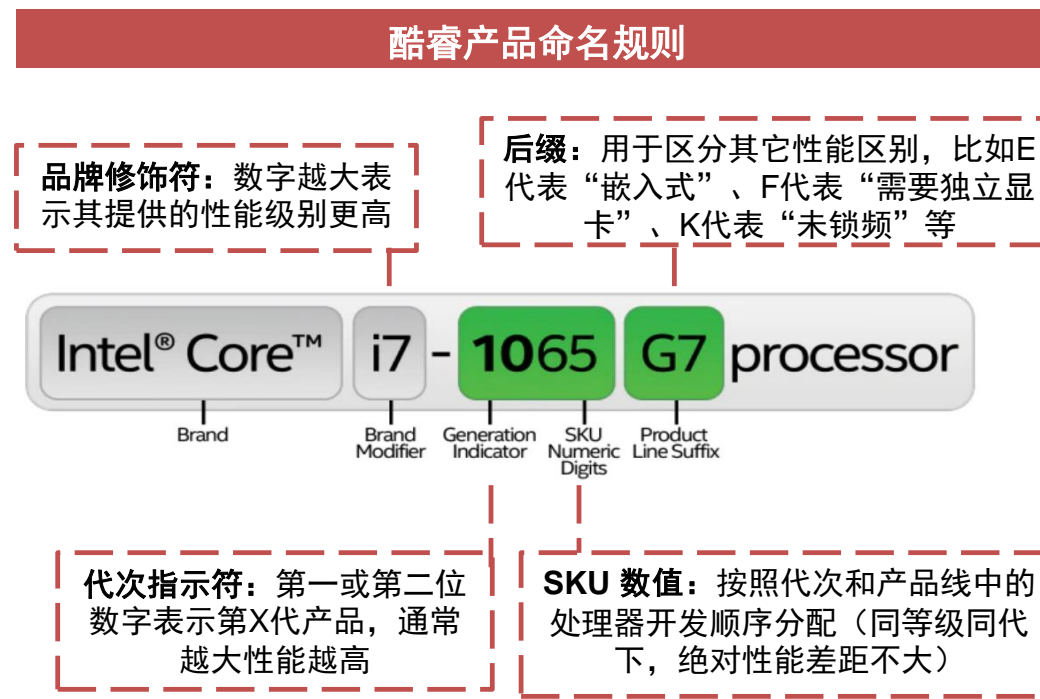 酷睿产品命名规则
品牌修饰符：数字越大表
示其提供的性能级别更高
后缀：用于区分其它性能区别，比如E
代表“嵌入式”、F代表“需要独立显
卡”、K代表“未锁频”等
Intel® Core™ i7 - 1065 G7 processor
Brand
Brand
Modifier
Generation
Indicator
SKU
Numeric
Digits
Product
Line Suffix
代次指示符：第一或第二位
数字表示第X代产品，通常
越大性能越高
SKU 数值：按照代次和产品线中的
处理器开发顺序分配（同等级同代
下，绝对性能差距不大）